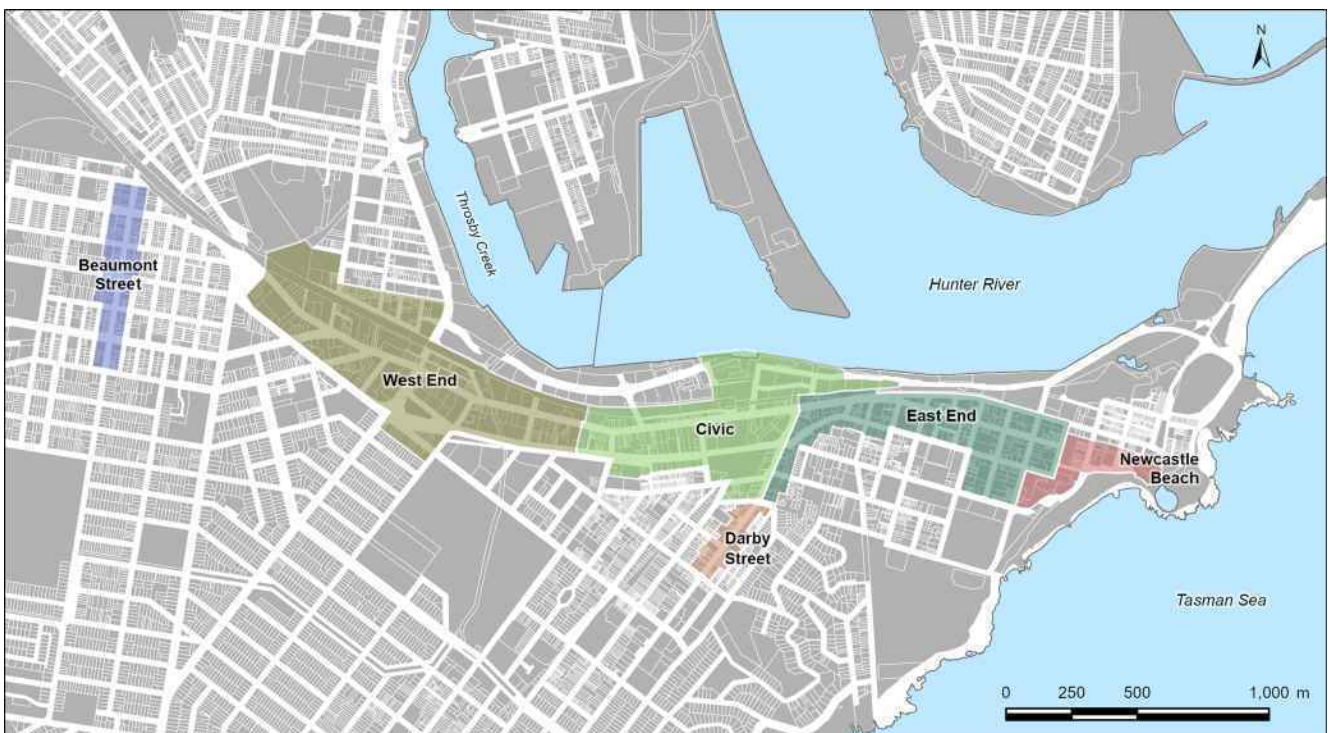 N
Throsby Creek
Beaumont
Street
Hunter River
West End
East End
Civic
Newcastle
Beach
Darby
Street
Tasman Sea
0 250 500 1,000 m